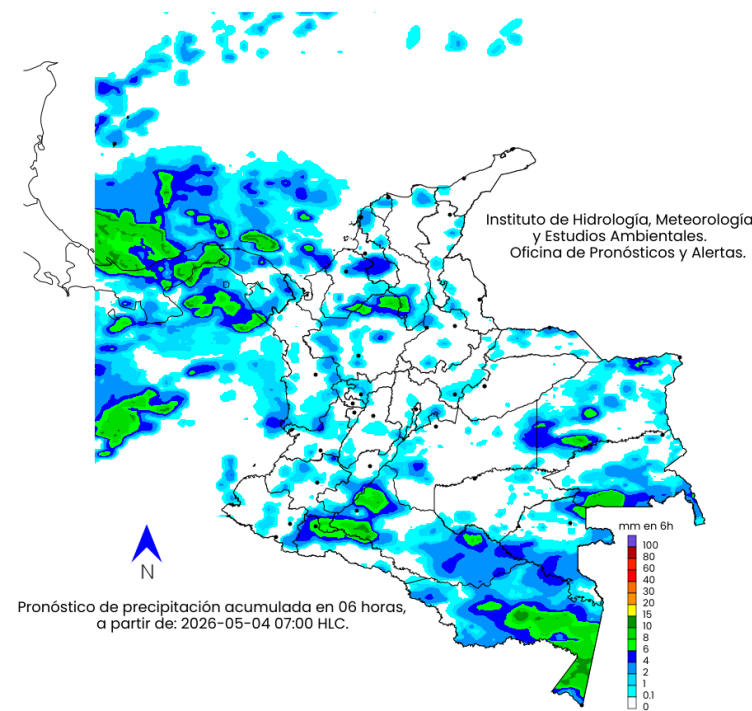 Instituto de Hidrología, Meteorología
y Estudios Ambientales.
Oficina de Pronósticos y Alertas.
mm en 6h
100
80
60
40
30
20
15
10
8
6
4
2
1
0.1
0
N
Pronóstico de precipitación acumulada en 06 horas,
a partir de: 2026-05-04 07:00 HLC.